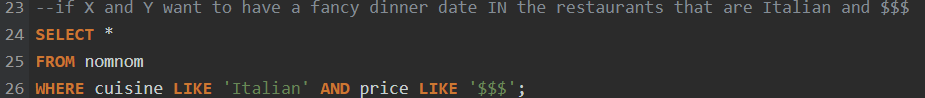 23 --if X and Y want to have a fancy dinner date IN the restaurants that are Italian and $$$
24 SELECT *
25 FROM nomnom
26 WHERE cuisine LIKE 'Italian' AND price LIKE '$$$';